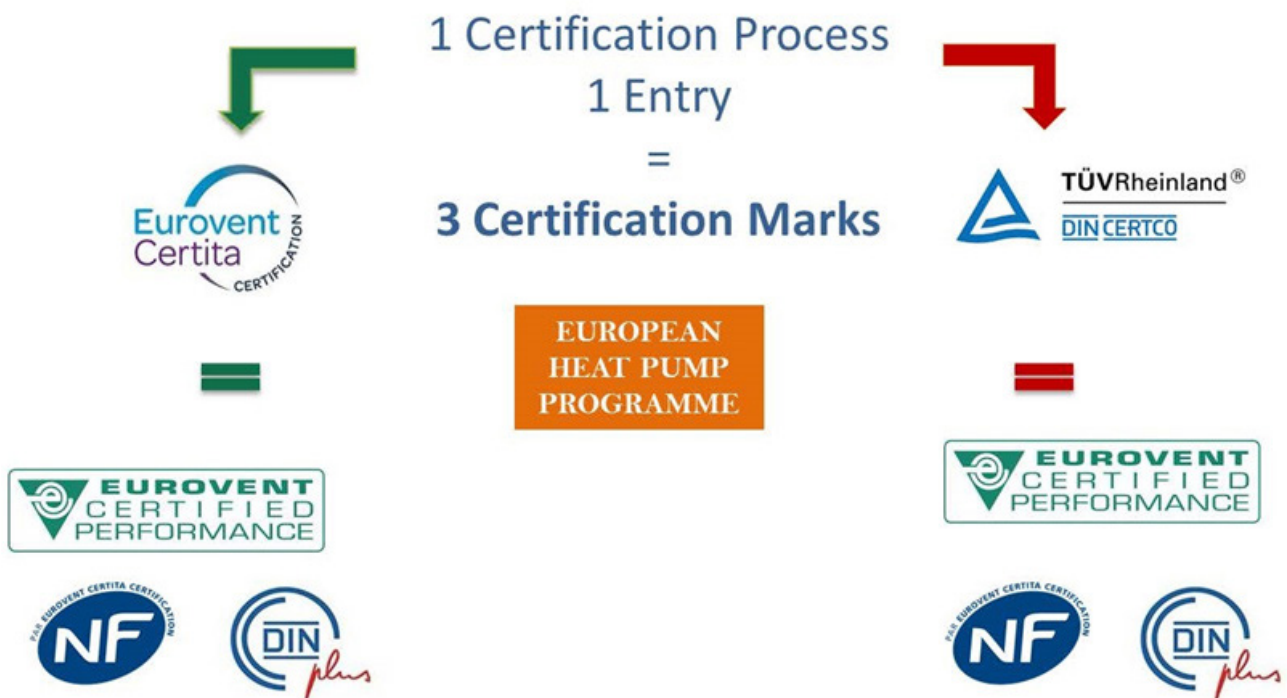 1 Certification Process
1 Entry
=
3 Certification Marks
Eurovent
Certita
CERTIFICATION
TÜVRheinland®
DIN CERTCO
EUROPEAN
HEAT PUMP
PROGRAMME
=
=
e EUROVENT
CERTIFIED
PERFORMANCE
e EUROVENT
CERTIFIED
PERFORMANCE
PAR EUROVENT CERTITA CERTIFICATION
NF
DIN
plus
PAR EUROVENT CERTITA CERTIFICATION
NF
DIN
plus